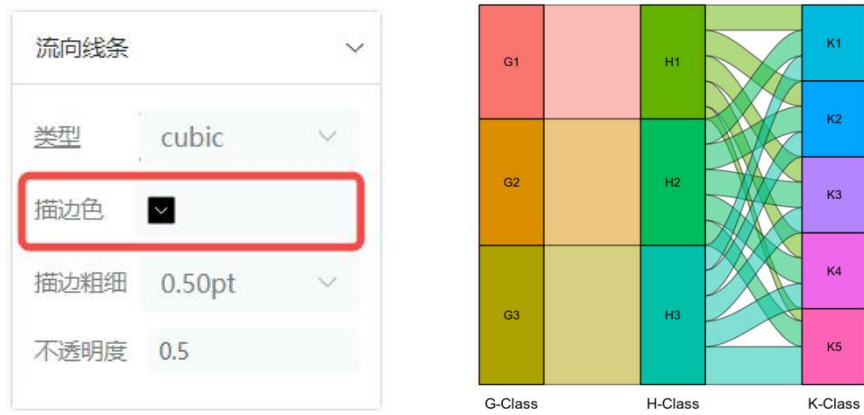 流向线条
类型 cubic
描边色
描边粗细 0.50pt
不透明度 0.5
G1 H1 K1
K2
G2 H2 K3
K4
G3 H3 K5
G-Class H-Class K-Class